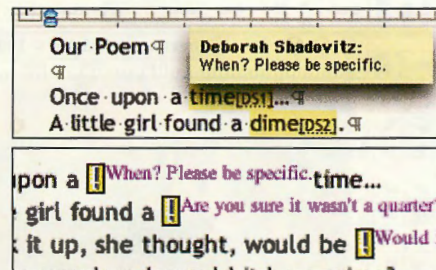 Our Poem¶
Deborah Shadovitz:
When? Please be specific.
¶
Once upon a time[DS1]...¶
A little girl found a dime[DS2].¶
upon a ! When? Please be specific. time...
girl found a ! Are you sure it wasn't a quarter
it up, she thought, would be ! Would